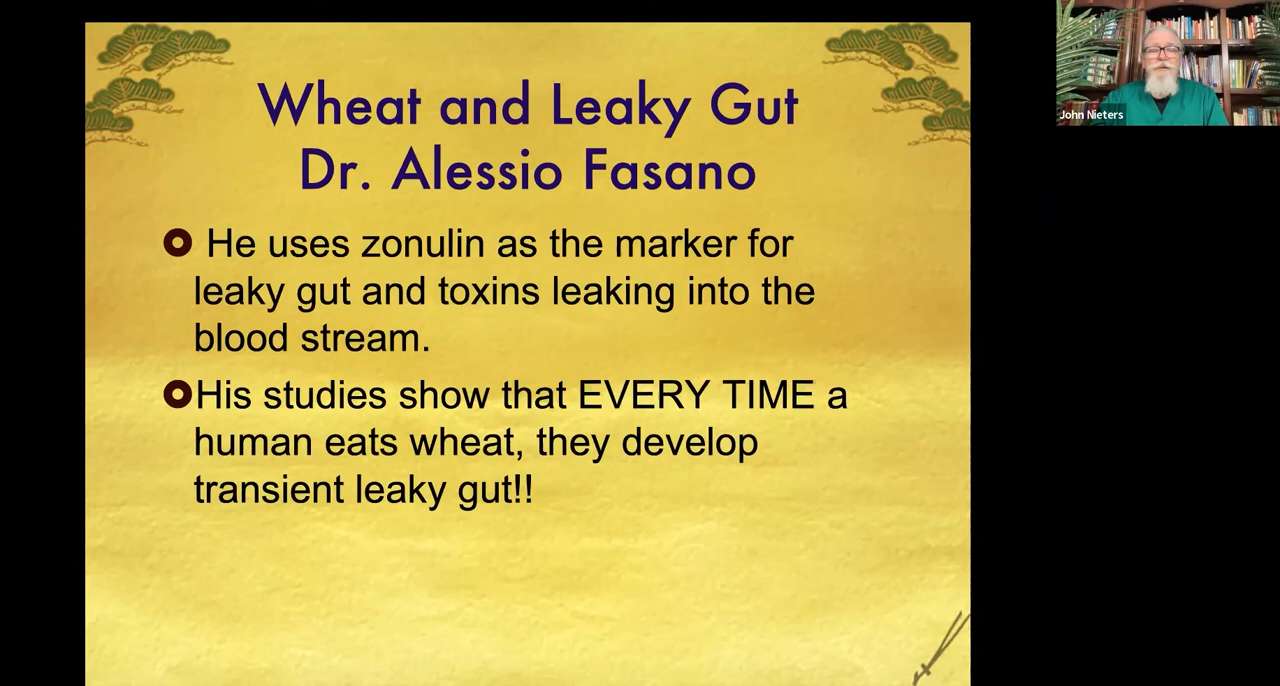 Wheat and Leaky Gut
Dr. Alessio Fasano
He uses zonulin as the marker for
leaky gut and toxins leaking into the
blood stream.
His studies show that EVERY TIME a
human eats wheat, they develop
transient leaky gut!!
John Nieters